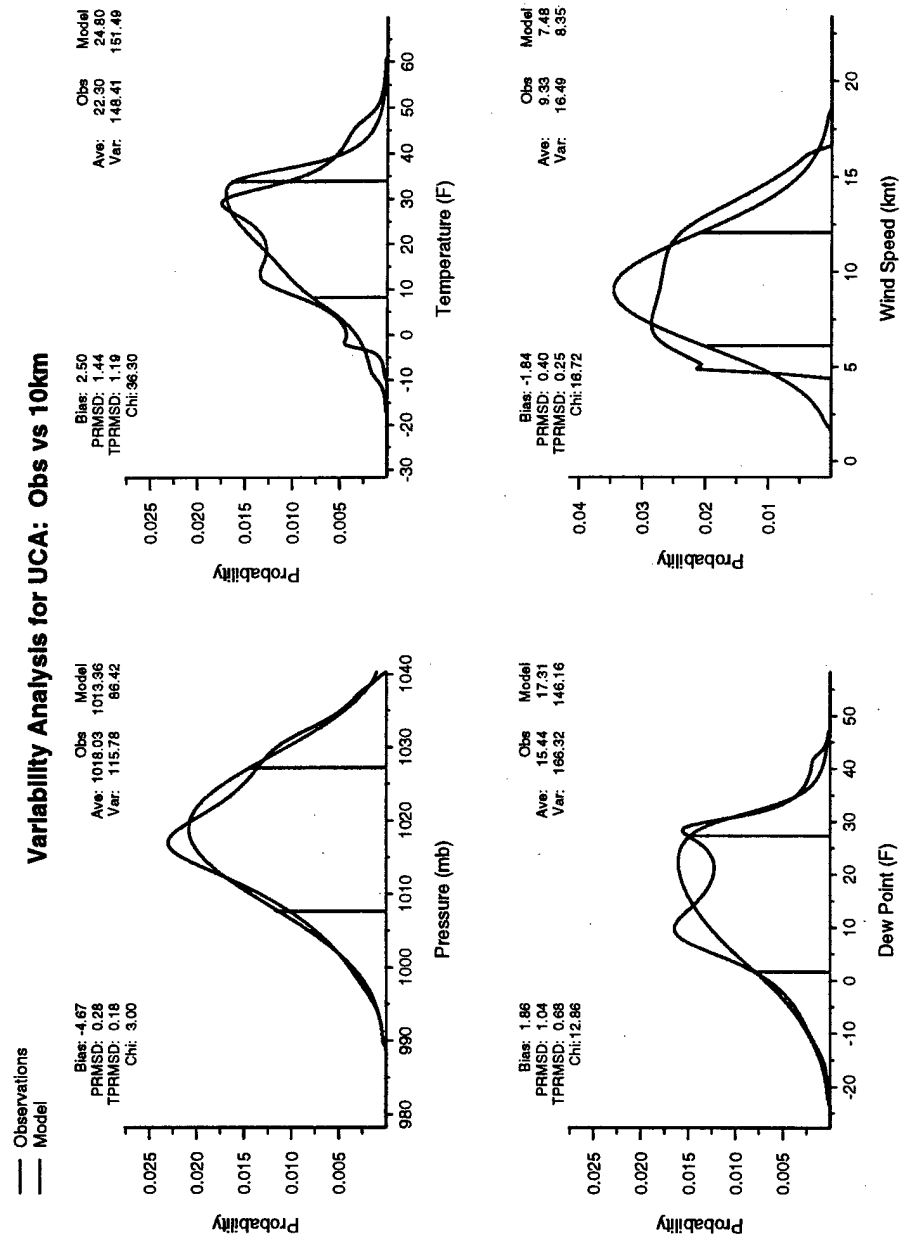 Observations
Model
Variability Analysis for UCA: Obs vs 10km
Bias: -4.67
PRMSD: 0.28
TPRMSD: 0.18
Chi: 3.00
Obs Model
Ave: 1018.03 1013.36
Var: 115.78 86.42
Probability
0.025
0.020
0.015
0.010
0.005
980 990 1000 1010 1020 1030 1040
Pressure (mb)
Bias: 2.50
PRMSD: 1.44
TPRMSD: 1.19
Chi: 36.30
Obs Model
Ave: 22.30 24.80
Var: 148.41 151.49
Probability
0.025
0.020
0.015
0.010
0.005
-30 -20 -10 0 10 20 30 40 50 60
Temperature (F)
Bias: 1.86
PRMSD: 1.04
TPRMSD: 0.68
Chi: 12.86
Obs Model
Ave: 15.44 17.31
Var: 166.32 146.16
Probability
0.025
0.020
0.015
0.010
0.005
-20 -10 0 10 20 30 40 50
Dew Point (F)
Bias: -1.84
PRMSD: 0.40
TPRMSD: 0.25
Chi: 16.72
Obs Model
Ave: 9.33 7.48
Var: 16.49 8.35
Probability
0.04
0.03
0.02
0.01
0 5 10 15 20
Wind Speed (knt)